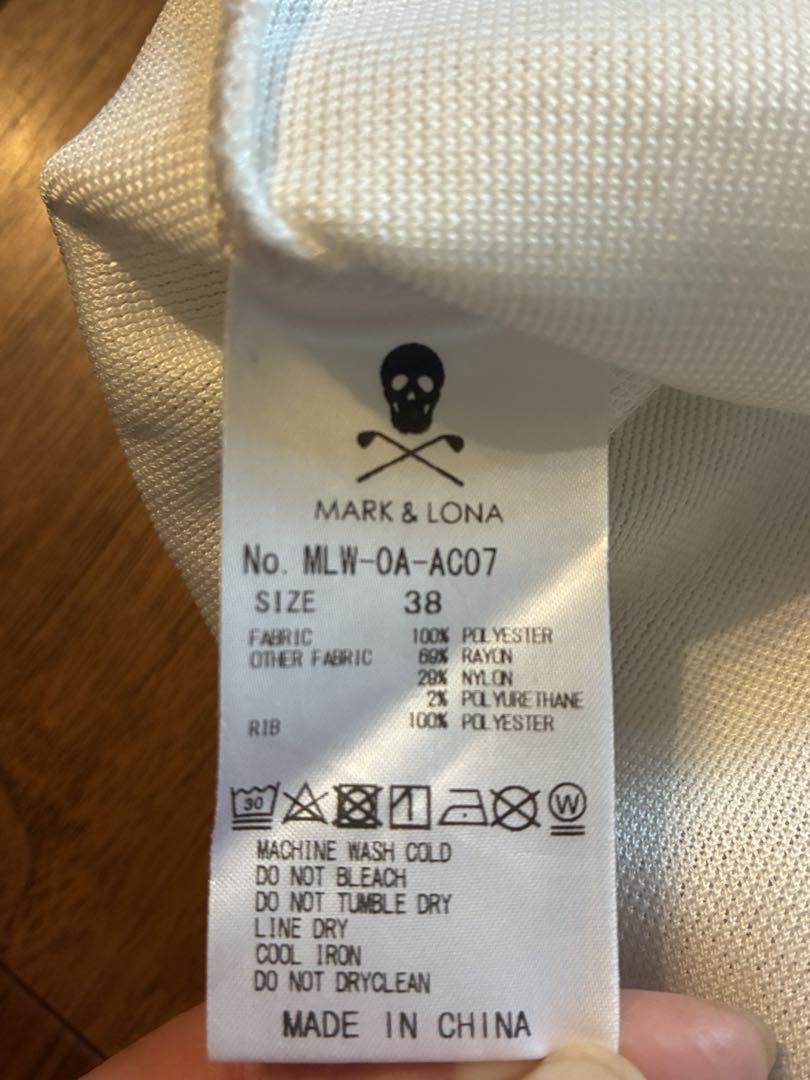 MARK & LONA
No. MLW-0A-AC07
SIZE 38
FABRIC 100% POLYESTER
OTHER FABRIC 69% RAYON
29% NYLON
2% POLYURETHANE
RIB 100% POLYESTER
30 W
MACHINE WASH COLD
DO NOT BLEACH
DO NOT TUMBLE DRY
LINE DRY
COOL IRON
DO NOT DRYCLEAN
MADE IN CHINA